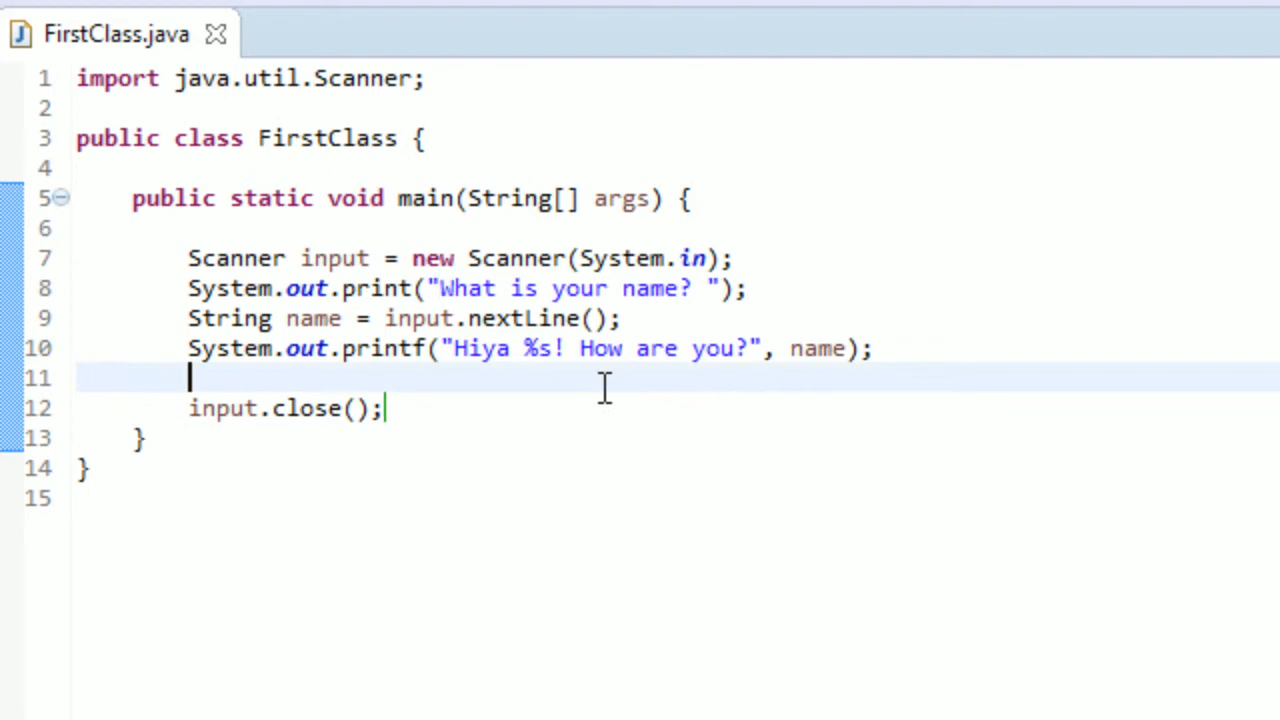 FirstClass.java
1 import java.util.Scanner;
2
3 public class FirstClass {
4
5 public static void main(String[] args) {
6
7 Scanner input = new Scanner(System.in);
8 System.out.print("What is your name? ");
9 String name = input.nextLine();
10 System.out.printf("Hiya %s! How are you?", name);
11
12 input.close();
13 }
14 }
15